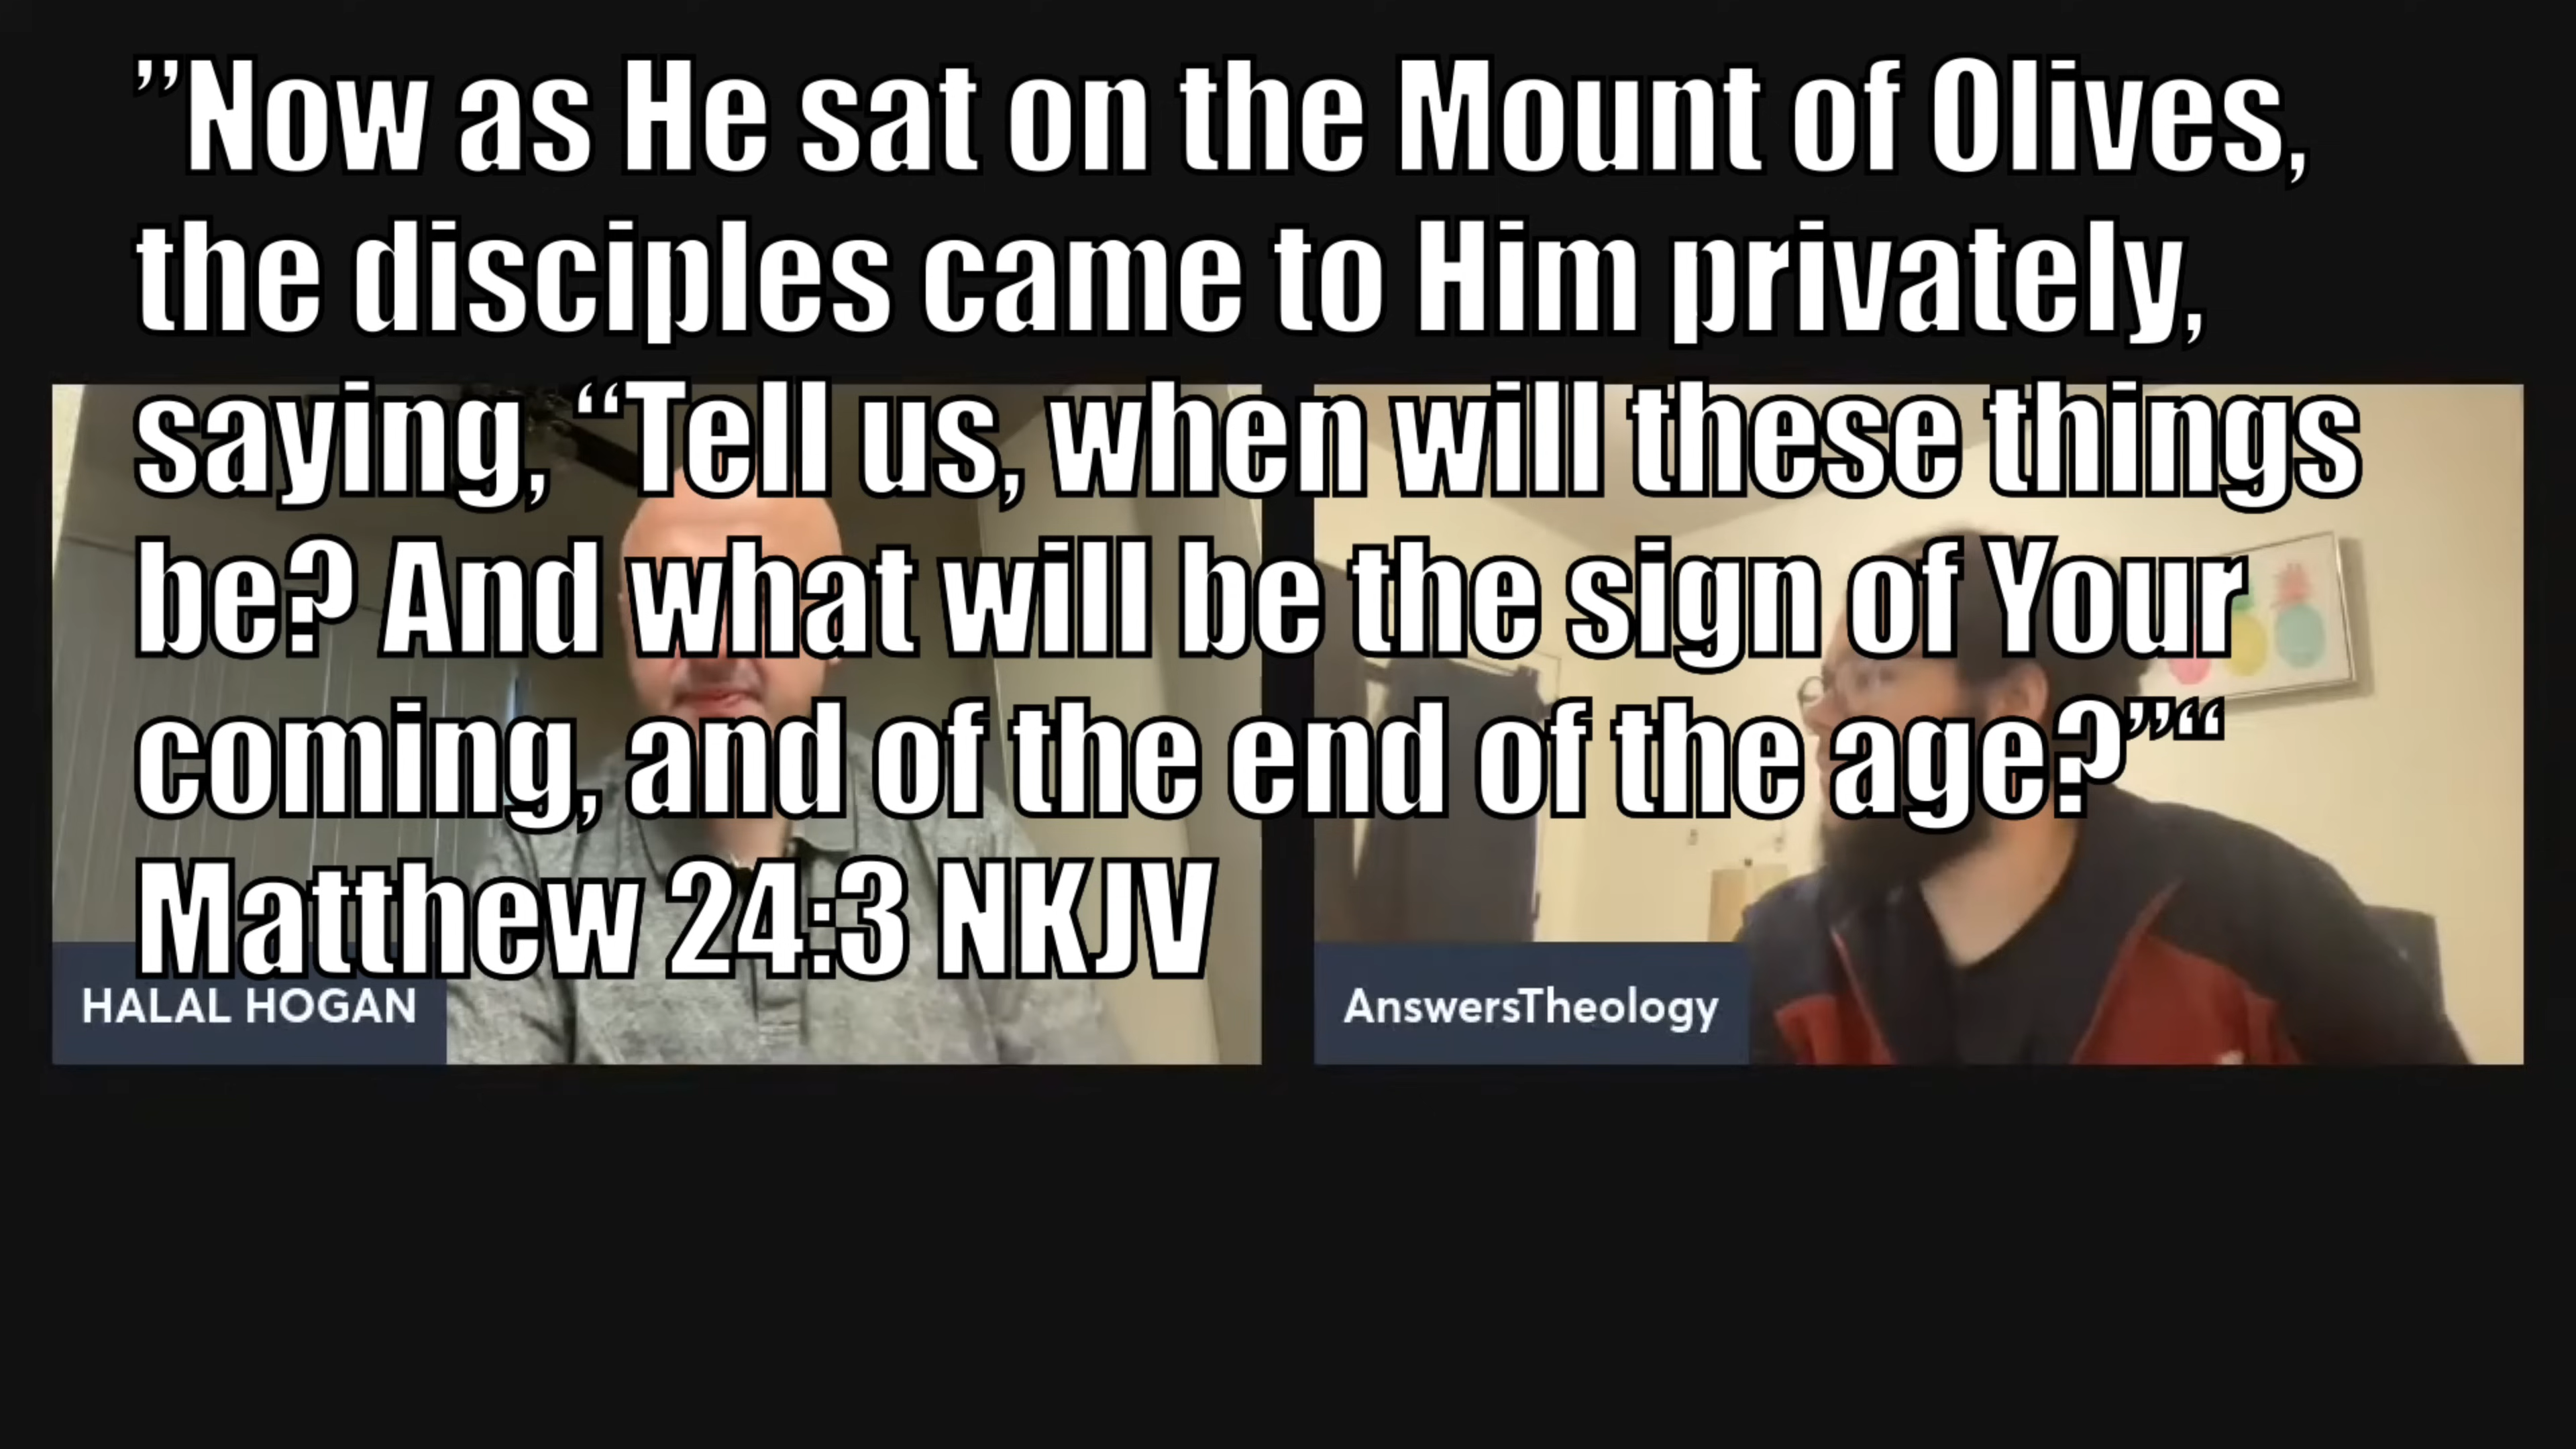 ”Now as He sat on the Mount of Olives,
the disciples came to Him privately,
saying, “Tell us, when will these things
be? And what will be the sign of Your
coming, and of the end of the age?”“
Matthew 24:3 NKJV
HALAL HOGAN
AnswersTheology